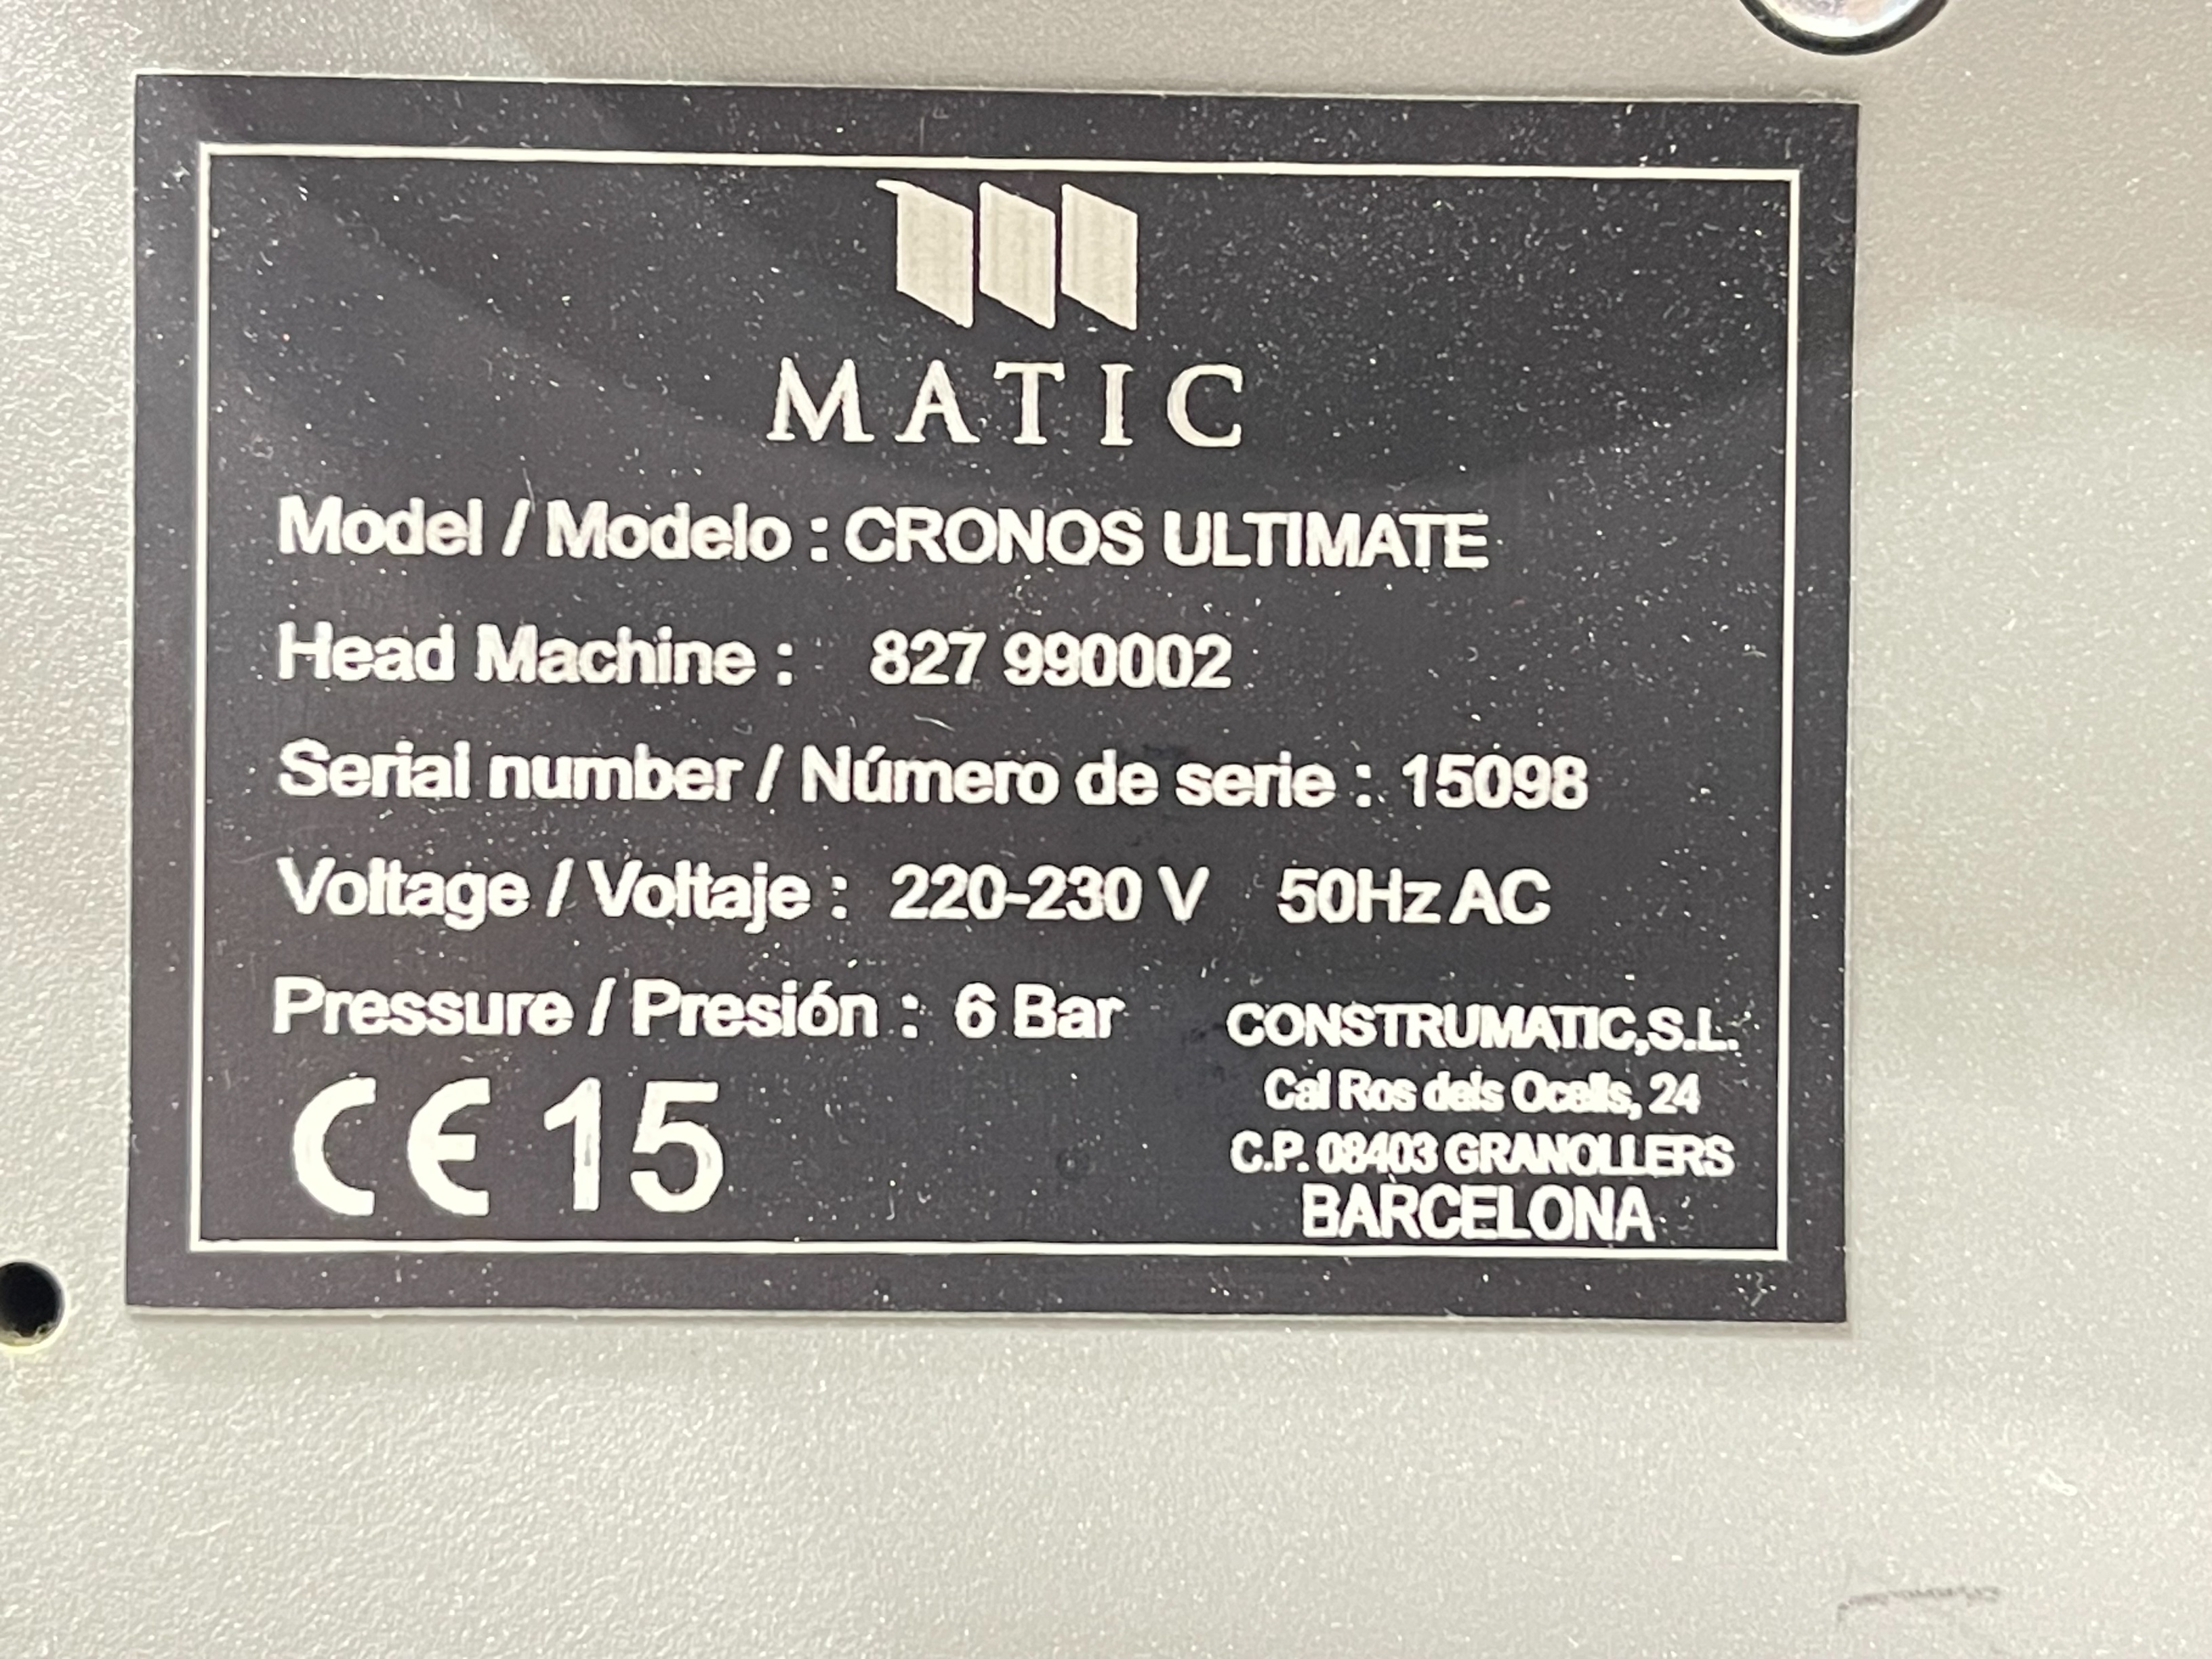 MATIC
Model / Modelo : CRONOS ULTIMATE
Head Machine : 827 990002
Serial number / Número de serie : 15098
Voltage / Voltaje : 220-230 V 50Hz AC
Pressure / Presión : 6 Bar
CE 15
CONSTRUMATIC,S.L.
Cal Ros dels Ocells, 24
C.P. 08403 GRANOLLERS
BARCELONA